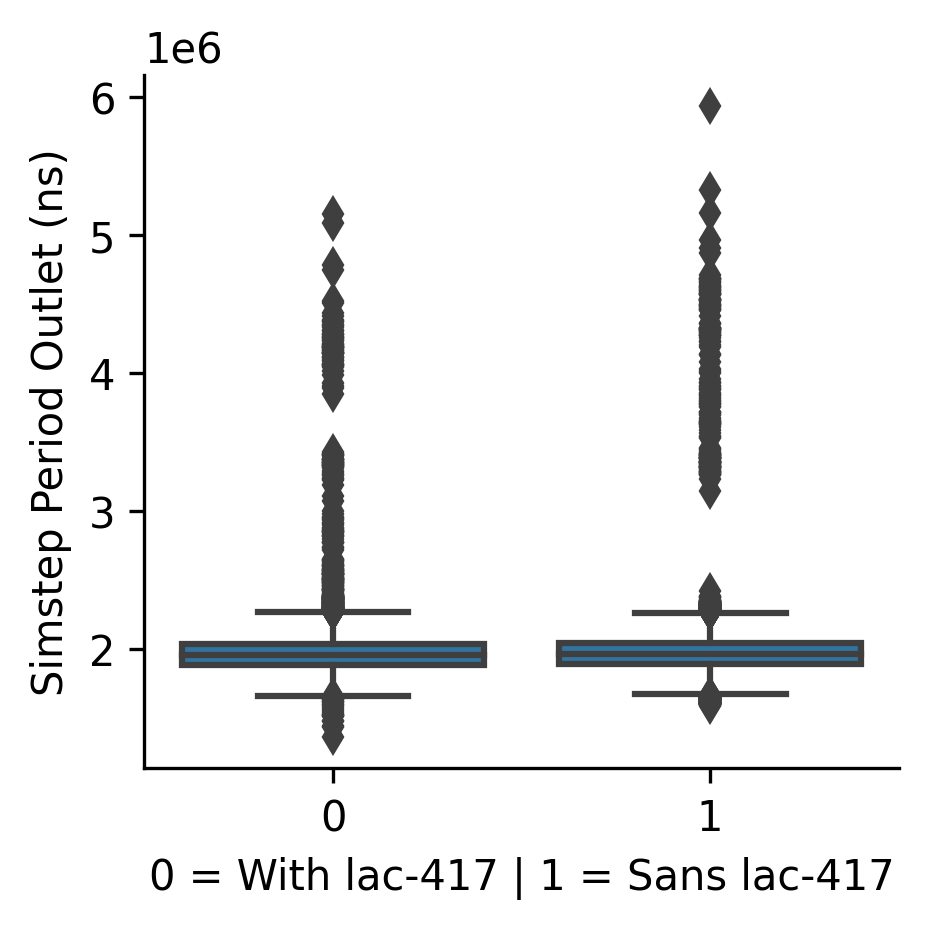 1e6
6
5
4
3
2
Simstep Period Outlet (ns)
0 1
0 = With lac-417 | 1 = Sans lac-417